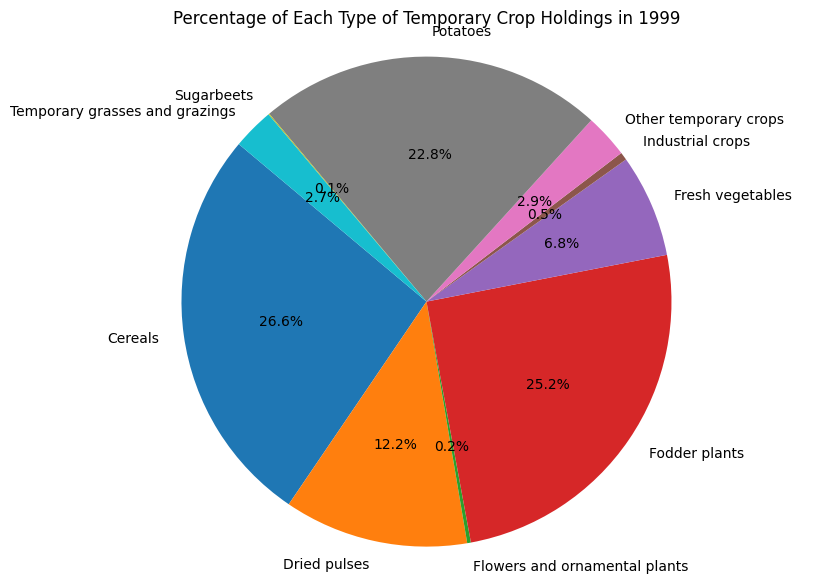 Percentage of Each Type of Temporary Crop Holdings in 1999
Potatoes
Sugarbeets
Temporary grasses and grazings
Other temporary crops
Industrial crops
Fresh vegetables
Cereals
Fodder plants
Dried pulses
Flowers and ornamental plants
22.8%
0.1%
2.7%
2.9%
0.5%
6.8%
26.6%
25.2%
12.2%
0.2%